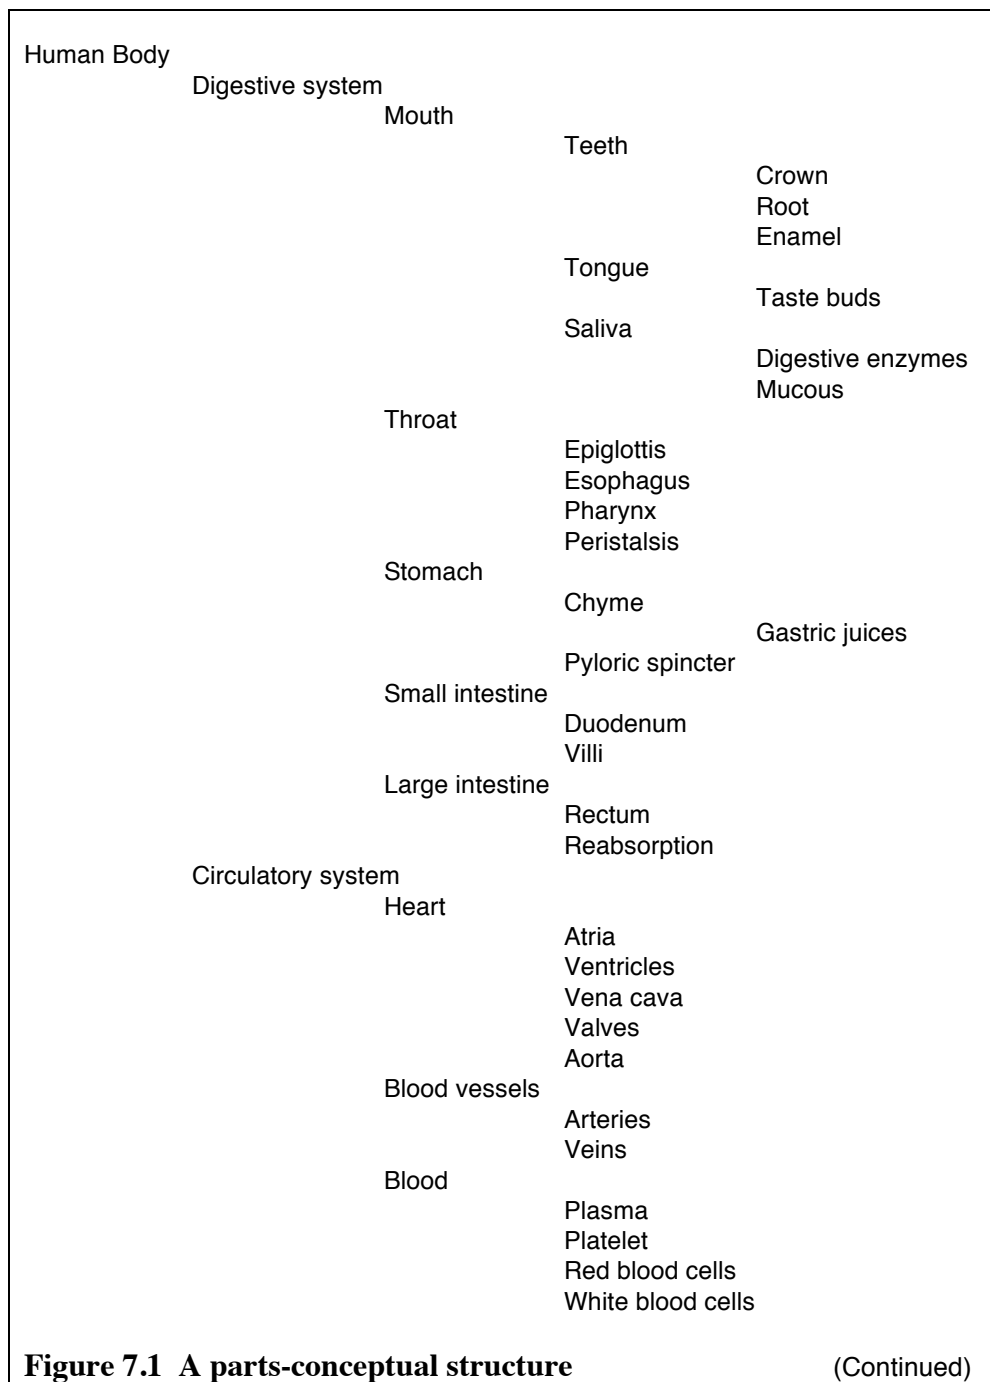 Human Body
Digestive system
Mouth
Teeth
Crown
Root
Enamel
Tongue
Taste buds
Saliva
Digestive enzymes
Mucous
Throat
Epiglottis
Esophagus
Pharynx
Peristalsis
Stomach
Chyme
Gastric juices
Pyloric spincter
Small intestine
Duodenum
Villi
Large intestine
Rectum
Reabsorption
Circulatory system
Heart
Atria
Ventricles
Vena cava
Valves
Aorta
Blood vessels
Arteries
Veins
Blood
Plasma
Platelet
Red blood cells
White blood cells
Figure 7.1 A parts-conceptual structure (Continued)